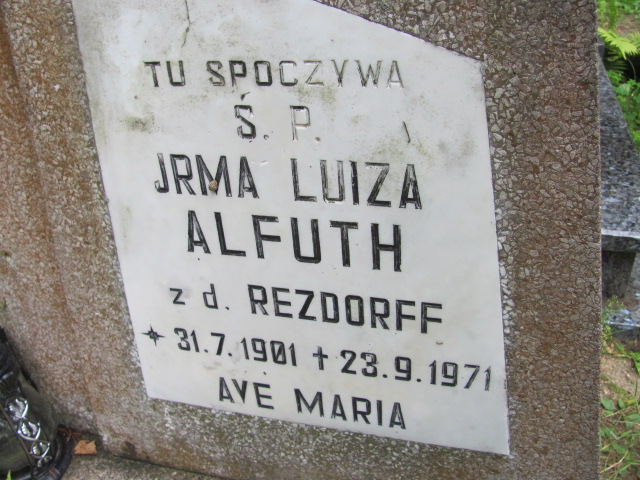 TU SPOCZYWA
Ś. P.
JRMA LUIZA
ALFUTH
z d. REZDORFF
* 31.7.1901 † 23.9.1971
AVE MARIA